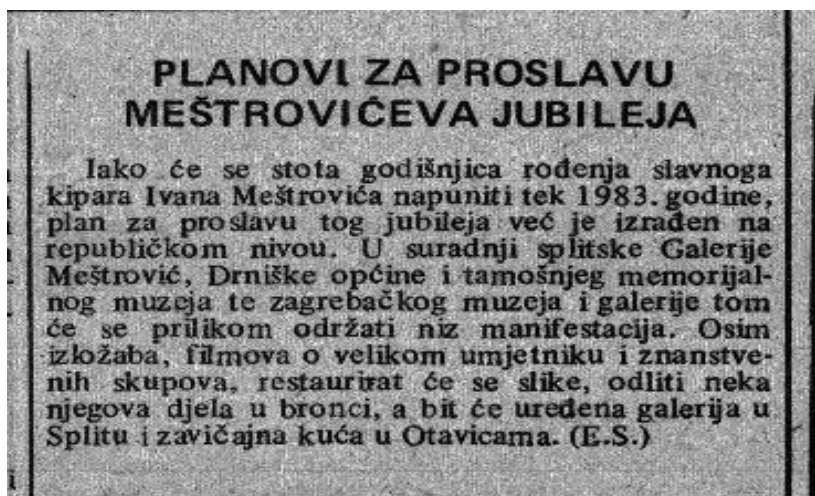 PLANOVI ZA PROSLAVU
MEŠTROVIĆEVA JUBILEJA
Iako će se stota godišnjica rođenja slavnoga
kipara Ivana Meštrovića napuniti tek 1983. godine,
plan za proslavu tog jubileja već je izrađen na
republičkom nivou. U suradnji splitske Galerije
Meštrović, Drniške općine i tamošnjeg memorijal-
nog muzeja te zagrebačkog muzeja i galerije tom
će se prilikom održati niz manifestacija. Osim
izložaba, filmova o velikom umjetniku i znanstve-
nih skupova, restaurirat će se slike, odliti neka
njegova djela u bronci, a bit će uređena galerija u
Splitu i zavičajna kuća u Otavicama. (E.S.)